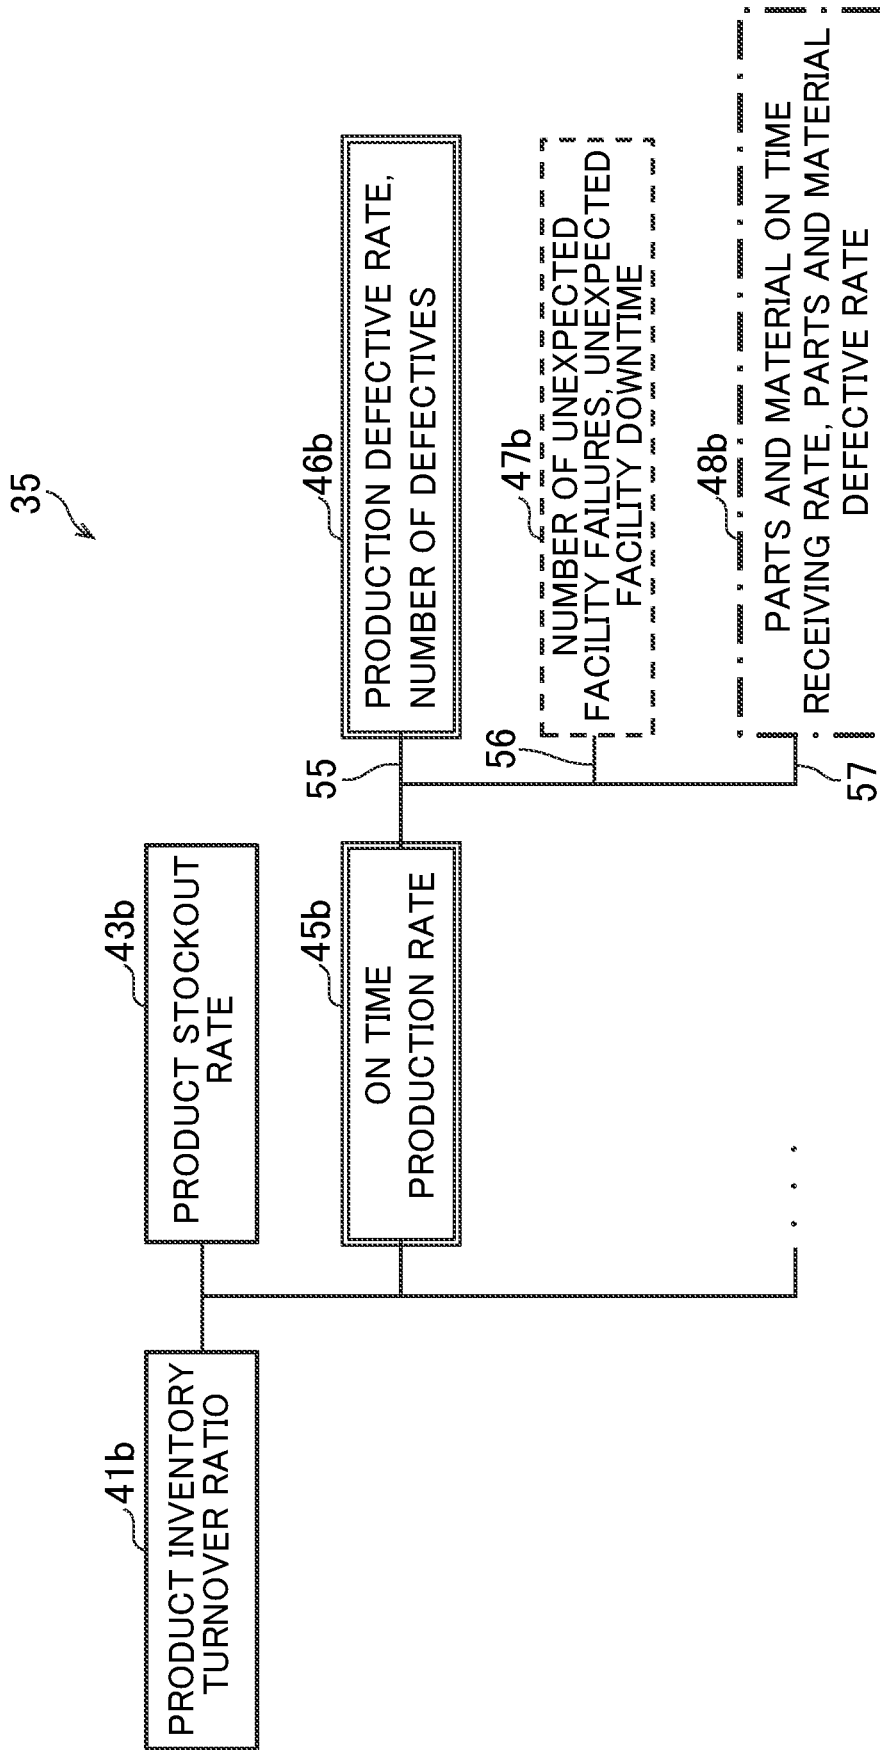 35
41b
PRODUCT INVENTORY
TURNOVER RATIO
43b
PRODUCT STOCKOUT
RATE
45b
ON TIME
PRODUCTION RATE
55
46b
PRODUCTION DEFECTIVE RATE,
NUMBER OF DEFECTIVES
56
47b
NUMBER OF UNEXPECTED
FACILITY FAILURES, UNEXPECTED
FACILITY DOWNTIME
57
48b
PARTS AND MATERIAL ON TIME
RECEIVING RATE, PARTS AND MATERIAL
DEFECTIVE RATE
. . .